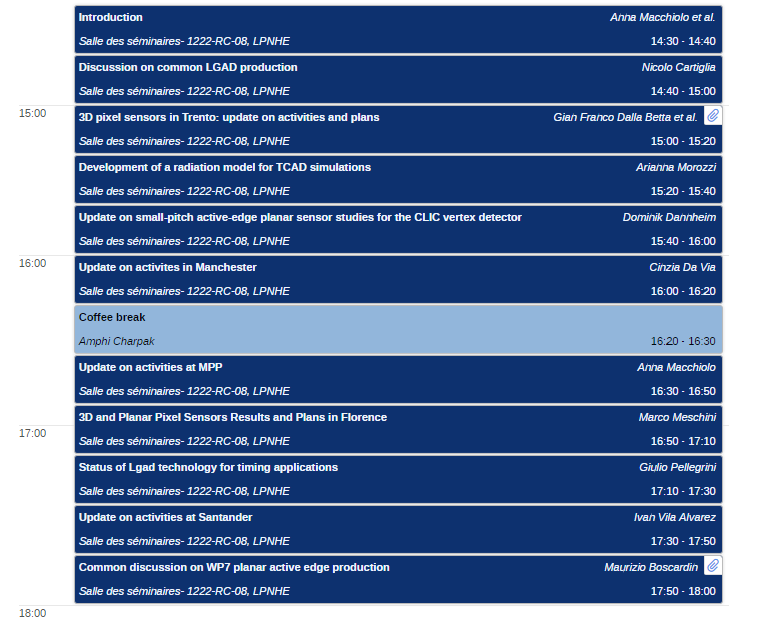 Introduction Anna Macchiolo et al.
Salle des séminaires- 1222-RC-08, LPNHE 14:30 - 14:40
Discussion on common LGAD production Nicolo Cartiglia
Salle des séminaires- 1222-RC-08, LPNHE 14:40 - 15:00
15:00 3D pixel sensors in Trento: update on activities and plans Gian Franco Dalla Betta et al.
Salle des séminaires- 1222-RC-08, LPNHE 15:00 - 15:20
Development of a radiation model for TCAD simulations Arianna Morozzi
Salle des séminaires- 1222-RC-08, LPNHE 15:20 - 15:40
Update on small-pitch active-edge planar sensor studies for the CLIC vertex detector Dominik Dannheim
Salle des séminaires- 1222-RC-08, LPNHE 15:40 - 16:00
16:00 Update on activites in Manchester Cinzia Da Via
Salle des séminaires- 1222-RC-08, LPNHE 16:00 - 16:20
Coffee break
Amphi Charpak 16:20 - 16:30
Update on activities at MPP Anna Macchiolo
Salle des séminaires- 1222-RC-08, LPNHE 16:30 - 16:50
3D and Planar Pixel Sensors Results and Plans in Florence Marco Meschini
17:00 Salle des séminaires- 1222-RC-08, LPNHE 16:50 - 17:10
Status of Lgad technology for timing applications Giulio Pellegrini
Salle des séminaires- 1222-RC-08, LPNHE 17:10 - 17:30
Update on activities at Santander Ivan Vila Alvarez
Salle des séminaires- 1222-RC-08, LPNHE 17:30 - 17:50
Common discussion on WP7 planar active edge production Maurizio Boscardin
Salle des séminaires- 1222-RC-08, LPNHE 17:50 - 18:00
18:00